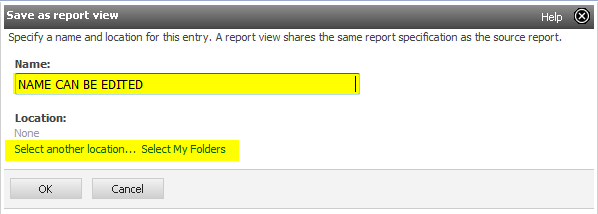 Save as report view Help
Specify a name and location for this entry. A report view shares the same report specification as the source report.
Name:
NAME CAN BE EDITED
Location:
None
Select another location... Select My Folders
OK Cancel